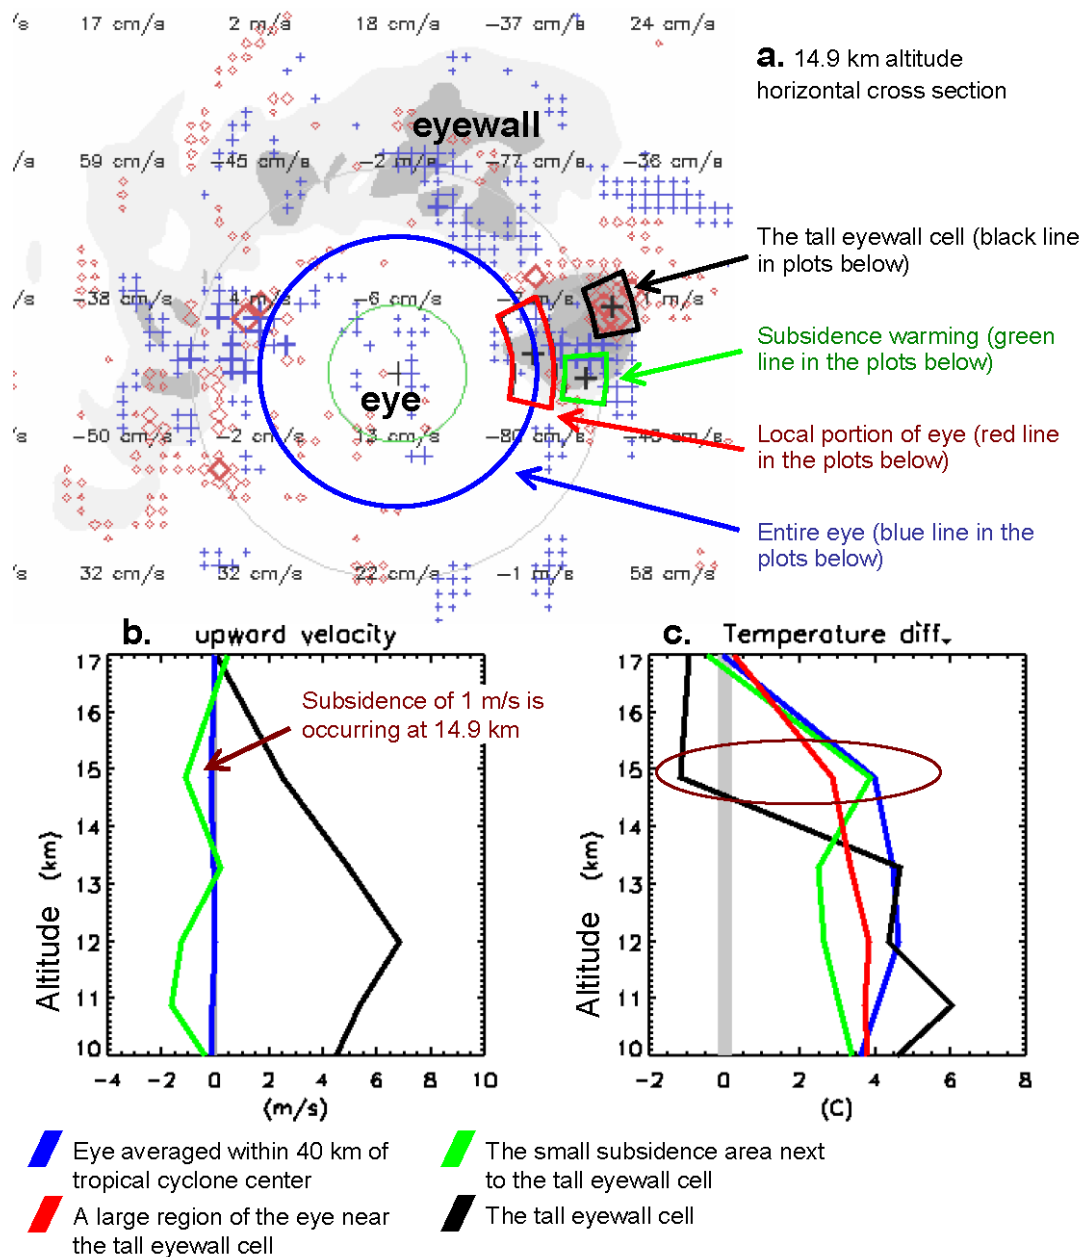 /s 17 cm/s 2 m/s 18 cm/s -37 cm/s 24 cm/s
a. 14.9 km altitude
horizontal cross section
eyewall
/s 59 cm/s -45 cm/s -2 m/s -77 cm/s -36 cm/s
The tall eyewall cell (black line
in plots below)
/s -38 cm/s 4 m/s -6 cm/s 1 m/s
Subsidence warming (green
line in the plots below)
eye
/s -50 cm/s -2 cm/s 13 cm/s -80 cm/s cm/s
Local portion of eye (red line
in the plots below)
Entire eye (blue line in the
plots below)
/s 32 cm/s 32 cm/s 22 cm/s -1 m/s 58 cm/s
b. upward velocity
17
16
15
14
13
12
11
10
Altitude (km)
Subsidence of 1 m/s is
occurring at 14.9 km
-4 -2 0 2 4 6 8 10
(m/s)
c. Temperature diff.
17
16
15
14
13
12
11
10
Altitude (km)
-2 0 2 4 6 8
(C)
Eye averaged within 40 km of
tropical cyclone center
A large region of the eye near
the tall eyewall cell
The small subsidence area next
to the tall eyewall cell
The tall eyewall cell